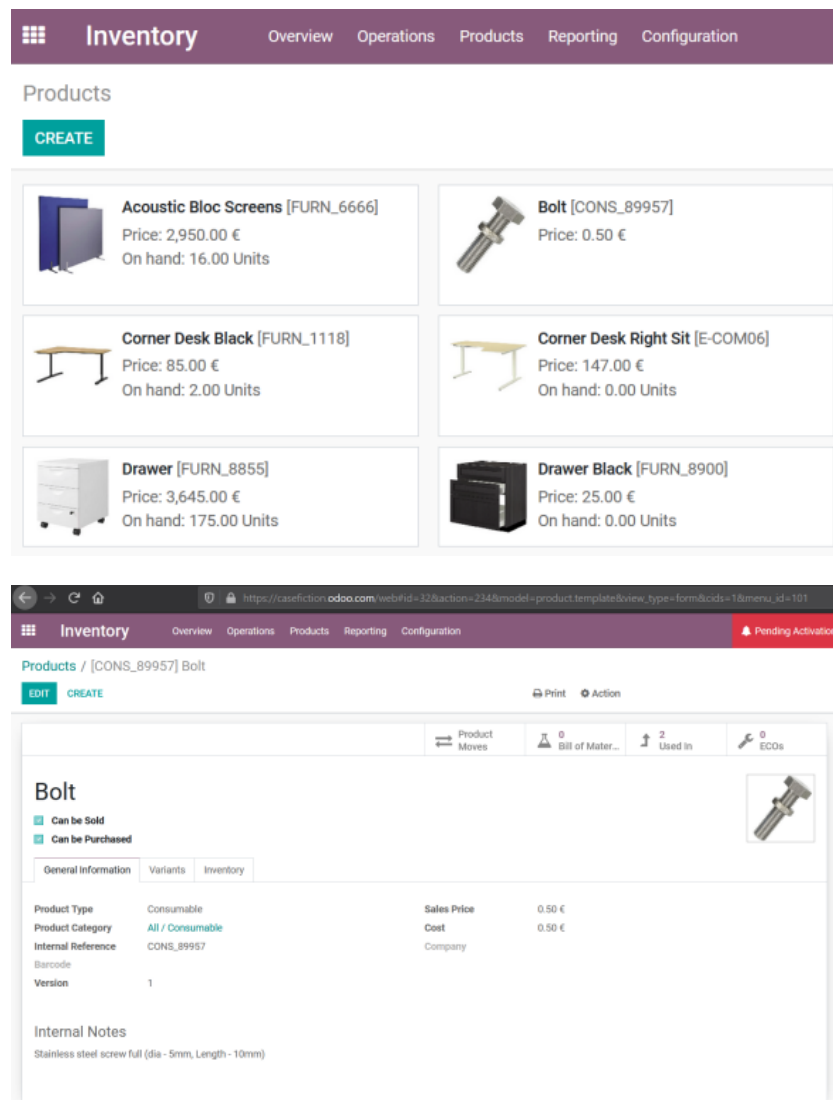 Inventory Overview Operations Products Reporting Configuration
Products
CREATE
Acoustic Bloc Screens [FURN_6666]
Price: 2,950.00 €
On hand: 16.00 Units
Bolt [CONS_89957]
Price: 0.50 €
Corner Desk Black [FURN_1118]
Price: 85.00 €
On hand: 2.00 Units
Corner Desk Right Sit [E-COM06]
Price: 147.00 €
On hand: 0.00 Units
Drawer [FURN_8855]
Price: 3,645.00 €
On hand: 175.00 Units
Drawer Black [FURN_8900]
Price: 25.00 €
On hand: 0.00 Units
https://casefiction.odoo.com/web#id=32&action=234&model=product.template&view_type=form&cids=1&menu_id=101
Inventory Overview Operations Products Reporting Configuration Pending Activation
Products / [CONS_89957] Bolt
EDIT CREATE Print Action
Product Moves
0 Bill of Mater...
2 Used In
0 ECOs
Bolt
Can be Sold
Can be Purchased
General Information Variants Inventory
Product Type Consumable Sales Price 0.50 €
Product Category All / Consumable Cost 0.50 €
Internal Reference CONS_89957 Company
Barcode
Version 1
Internal Notes
Stainless steel screw full (dia - 5mm, Length - 10mm)